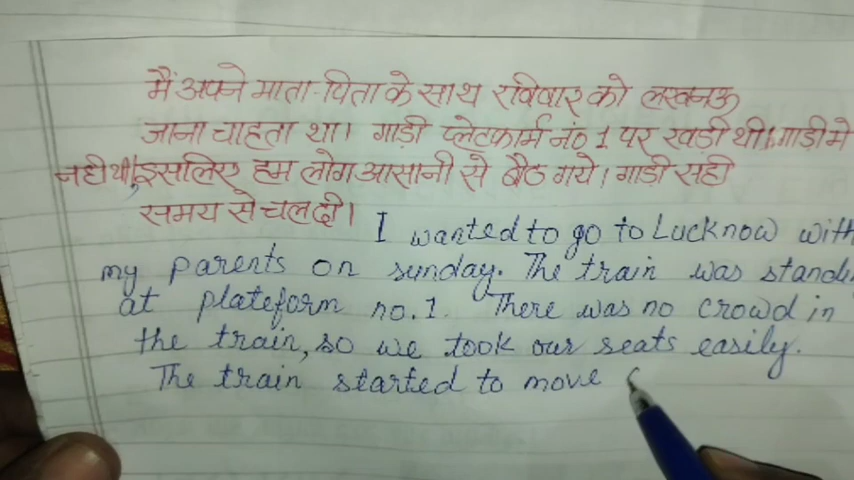 मैं अपने माता-पिता के साथ रविवार को लखनऊ
जाना चाहता था। गाड़ी प्लेटफार्म नं० 1 पर खड़ी थी। गाड़ी मे
नही थी, इसलिए हम लोग आसानी से बैठ गये। गाड़ी सही
समय से चल दी।
I wanted to go to Lucknow with
my parents on sunday. The train was standi
at plateform no. 1. There was no crowd in
the train, so we took our seats easily.
The train started to move